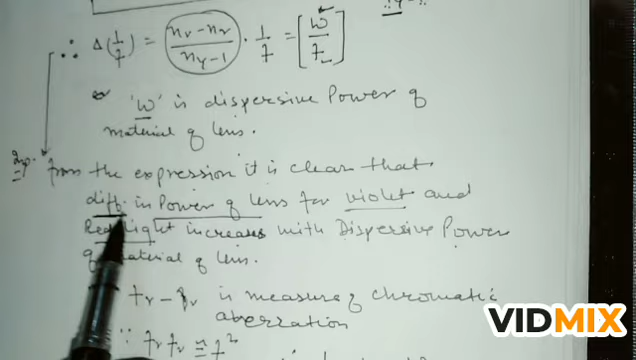 ∴ Δ(1/f) = (nv − nr)/(ny−1) · 1/f = [w/f]
'w' is dispersive Power of
material of lens.
from the expression it is clear that
diff. in Power of lens for violet and
Red light increases with Dispersive Power
of material of lens.
fr − fv is measure of chromatic
aberration
∵ fr fv ≅ f²
VIDMIX